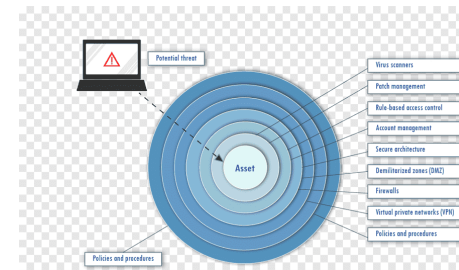 Potential threat
Virus scanners
Patch management
Rule-based access control
Account management
Asset
Secure architecture
Demilitarized zones (DMZ)
Firewalls
Virtual private networks (VPN)
Policies and procedures
Policies and procedures